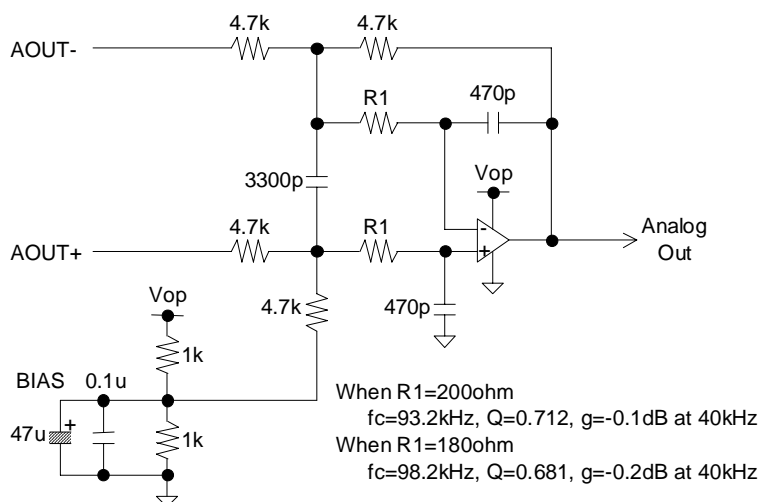 4.7k 4.7k
AOUT-
R1 470p
3300p Vop
4.7k R1 - + Analog
Out
AOUT+
Vop 4.7k 470p
1k
BIAS 0.1u
47u + 1k
When R1=200ohm
fc=93.2kHz, Q=0.712, g=-0.1dB at 40kHz
When R1=180ohm
fc=98.2kHz, Q=0.681, g=-0.2dB at 40kHz